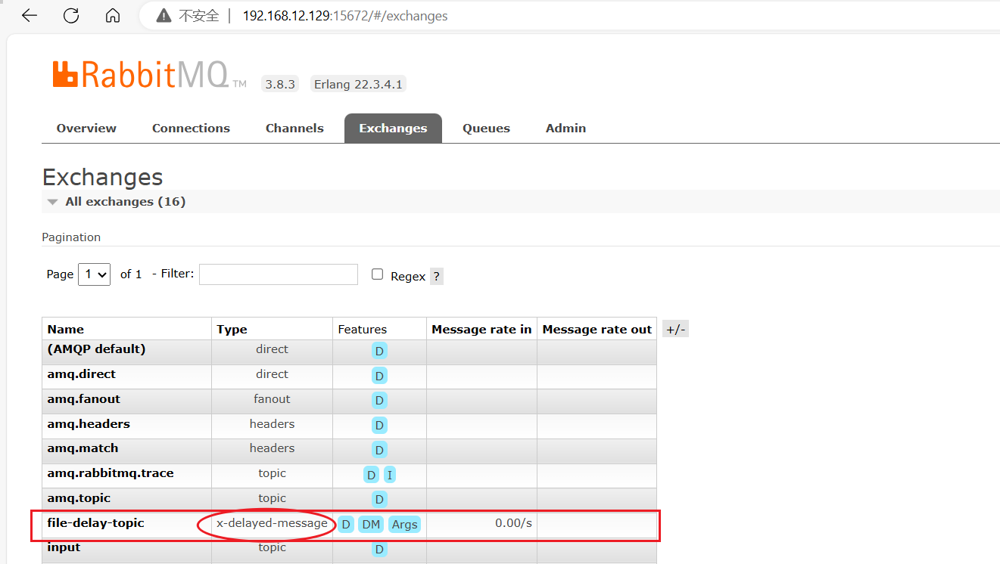 不安全 | 192.168.12.129:15672/#/exchanges
RabbitMQ TM 3.8.3 Erlang 22.3.4.1
Overview Connections Channels Exchanges Queues Admin
Exchanges
All exchanges (16)
Pagination
Page 1 of 1 - Filter: Regex ?
Name Type Features Message rate in Message rate out +/-
(AMQP default) direct D
amq.direct direct D
amq.fanout fanout D
amq.headers headers D
amq.match headers D
amq.rabbitmq.trace topic D I
amq.topic topic D
file-delay-topic x-delayed-message D DM Args 0.00/s
input topic D